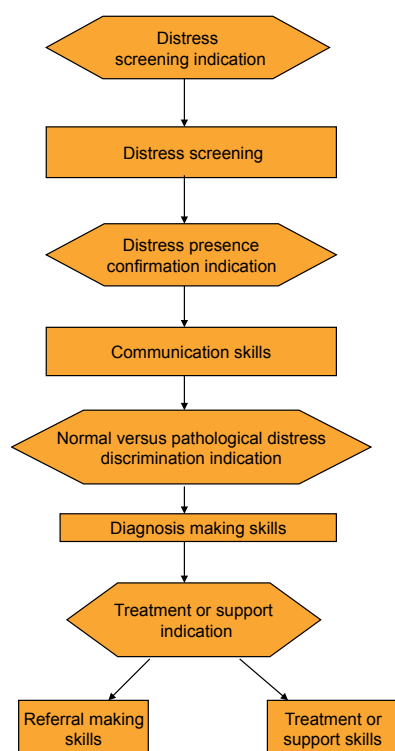 Distress
screening indication
Distress screening
Distress presence
confirmation indication
Communication skills
Normal versus pathological distress
discrimination indication
Diagnosis making skills
Treatment or support
indication
Referral making
skills
Treatment or
support skills